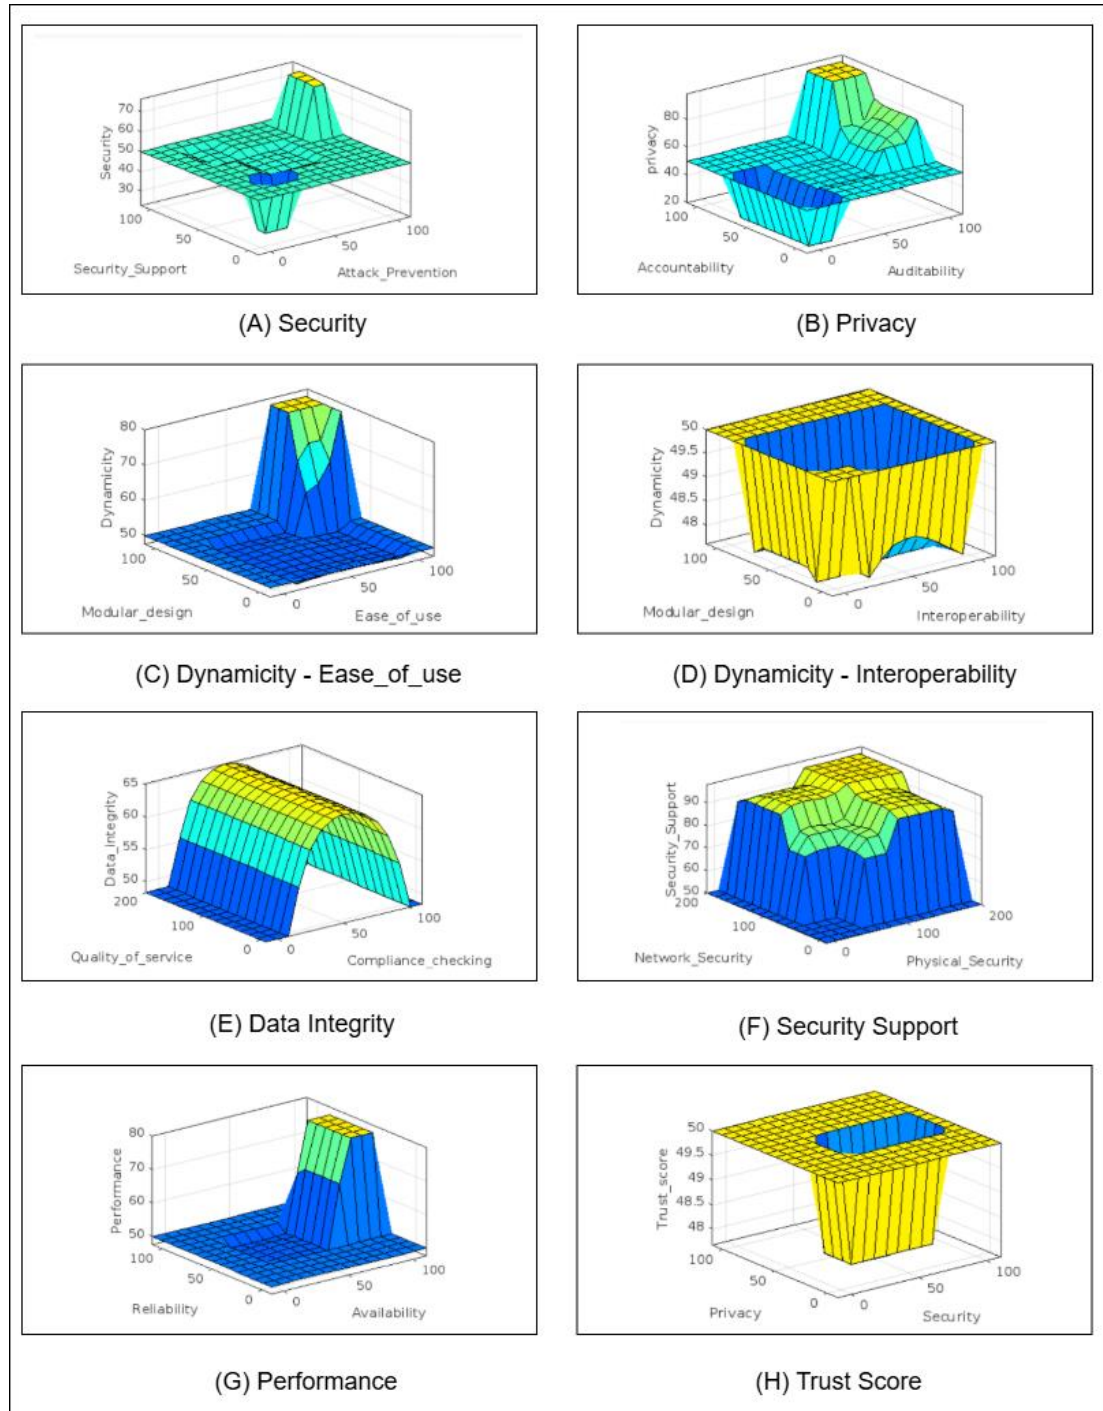 70
60
50
40
30
Security
100
50
0
Security_Support
0
50
100
Attack_Prevention
(A) Security
80
60
40
20
privacy
100
50
0
Accountability
0
50
100
Auditability
(B) Privacy
80
70
60
50
Dynamicity
100
50
0
Modular_design
0
50
100
Ease_of_use
(C) Dynamicity - Ease_of_use
50
49.5
49
48.5
48
Dynamicity
100
50
0
Modular_design
0
50
100
Interoperability
(D) Dynamicity - Interoperability
65
60
55
50
Data_Integrity
200
100
0
Quality_of_service
0
50
100
Compliance_checking
(E) Data Integrity
90
80
70
60
50
Security_Support
200
100
0
Network_Security
0
100
200
Physical_Security
(F) Security Support
80
70
60
50
Performance
100
50
0
Reliability
0
50
100
Availability
(G) Performance
50
49.5
49
48.5
48
Trust_score
100
50
0
Privacy
0
50
100
Security
(H) Trust Score